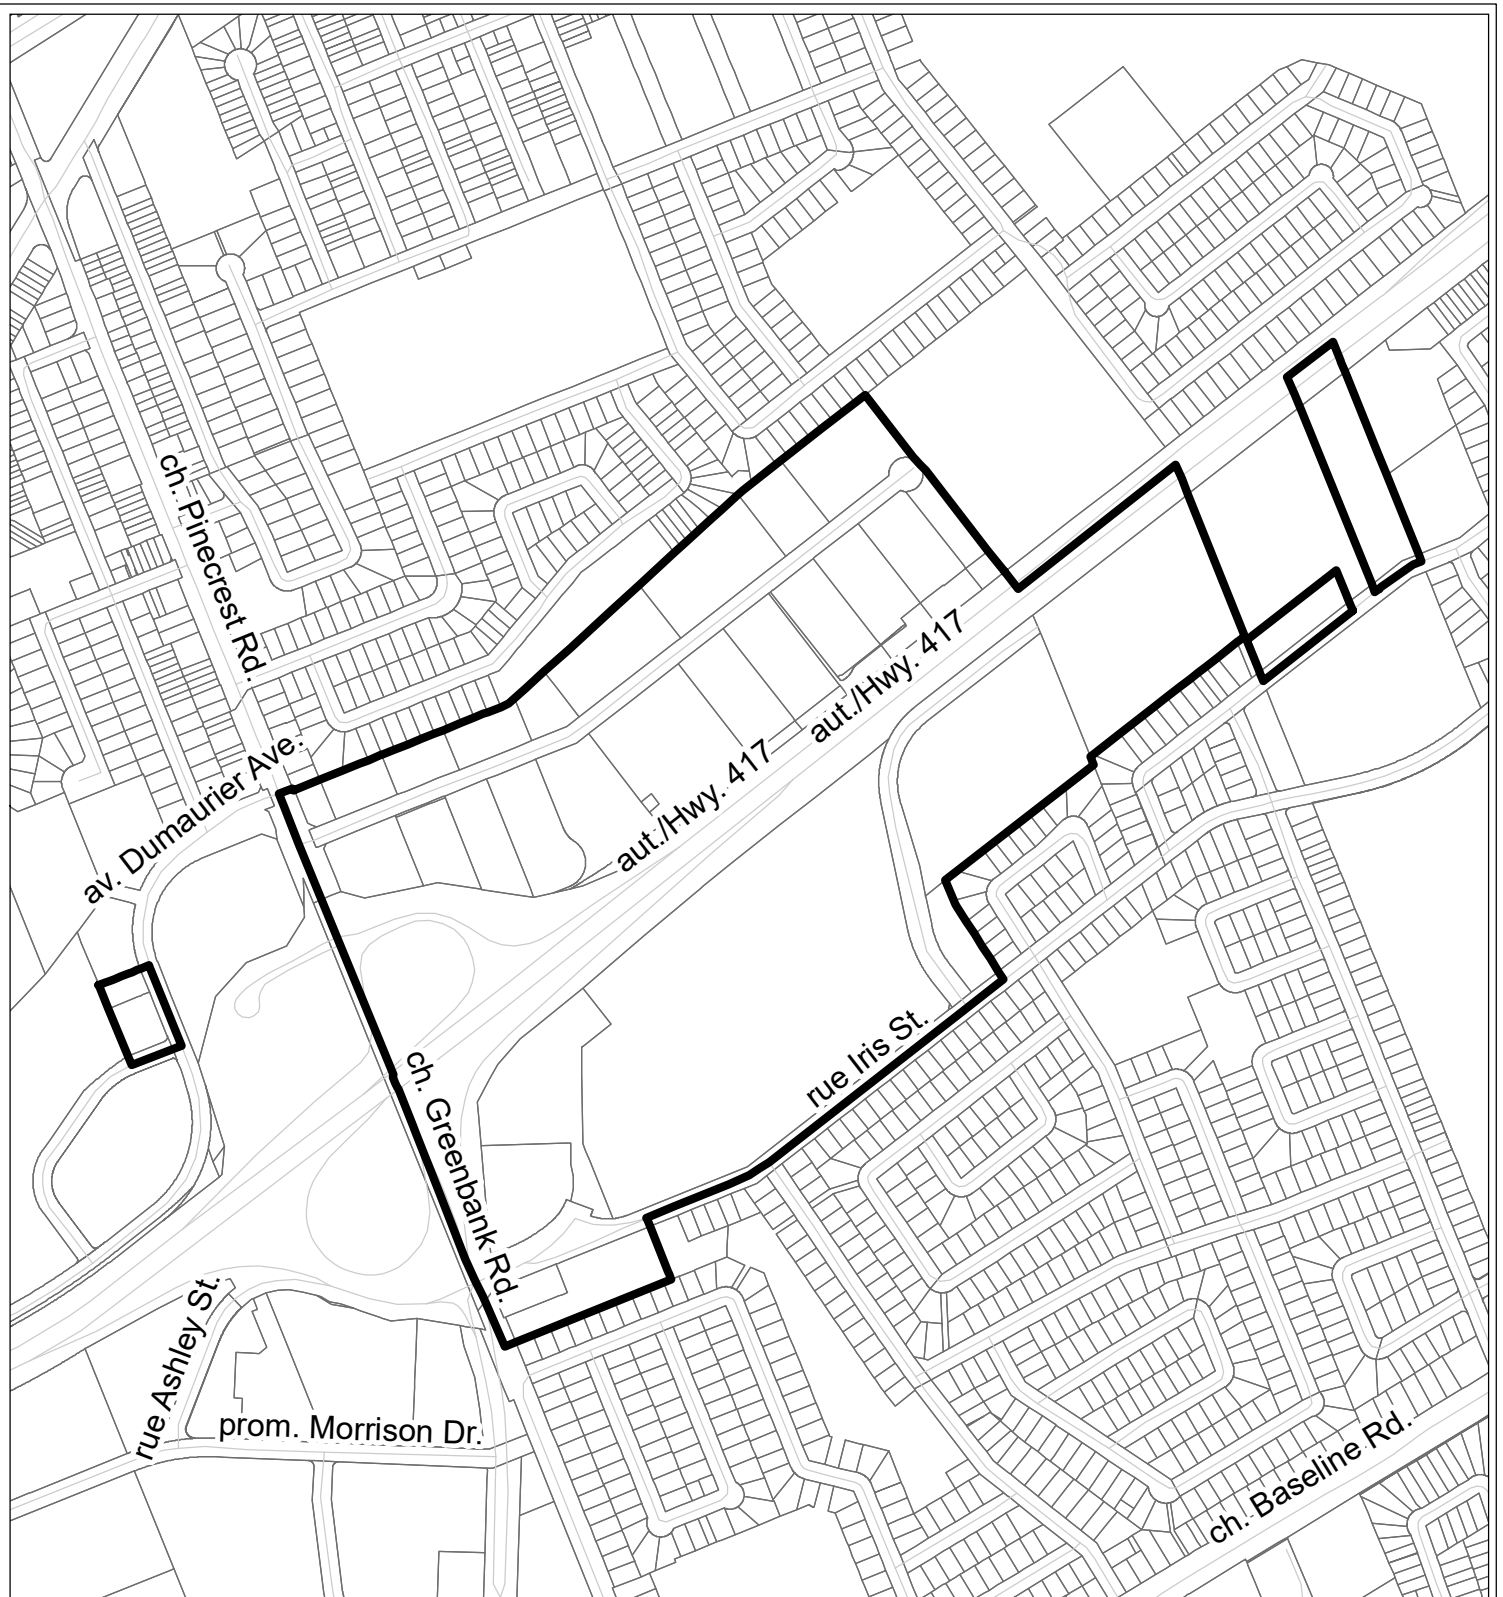 ch. Pinecrest Rd.
av. Dumaurier Ave.
aut./Hwy. 417
aut./Hwy. 417
ch. Greenbank Rd.
rue Iris St.
rue Ashley St.
prom. Morrison Dr.
ch. Baseline Rd.